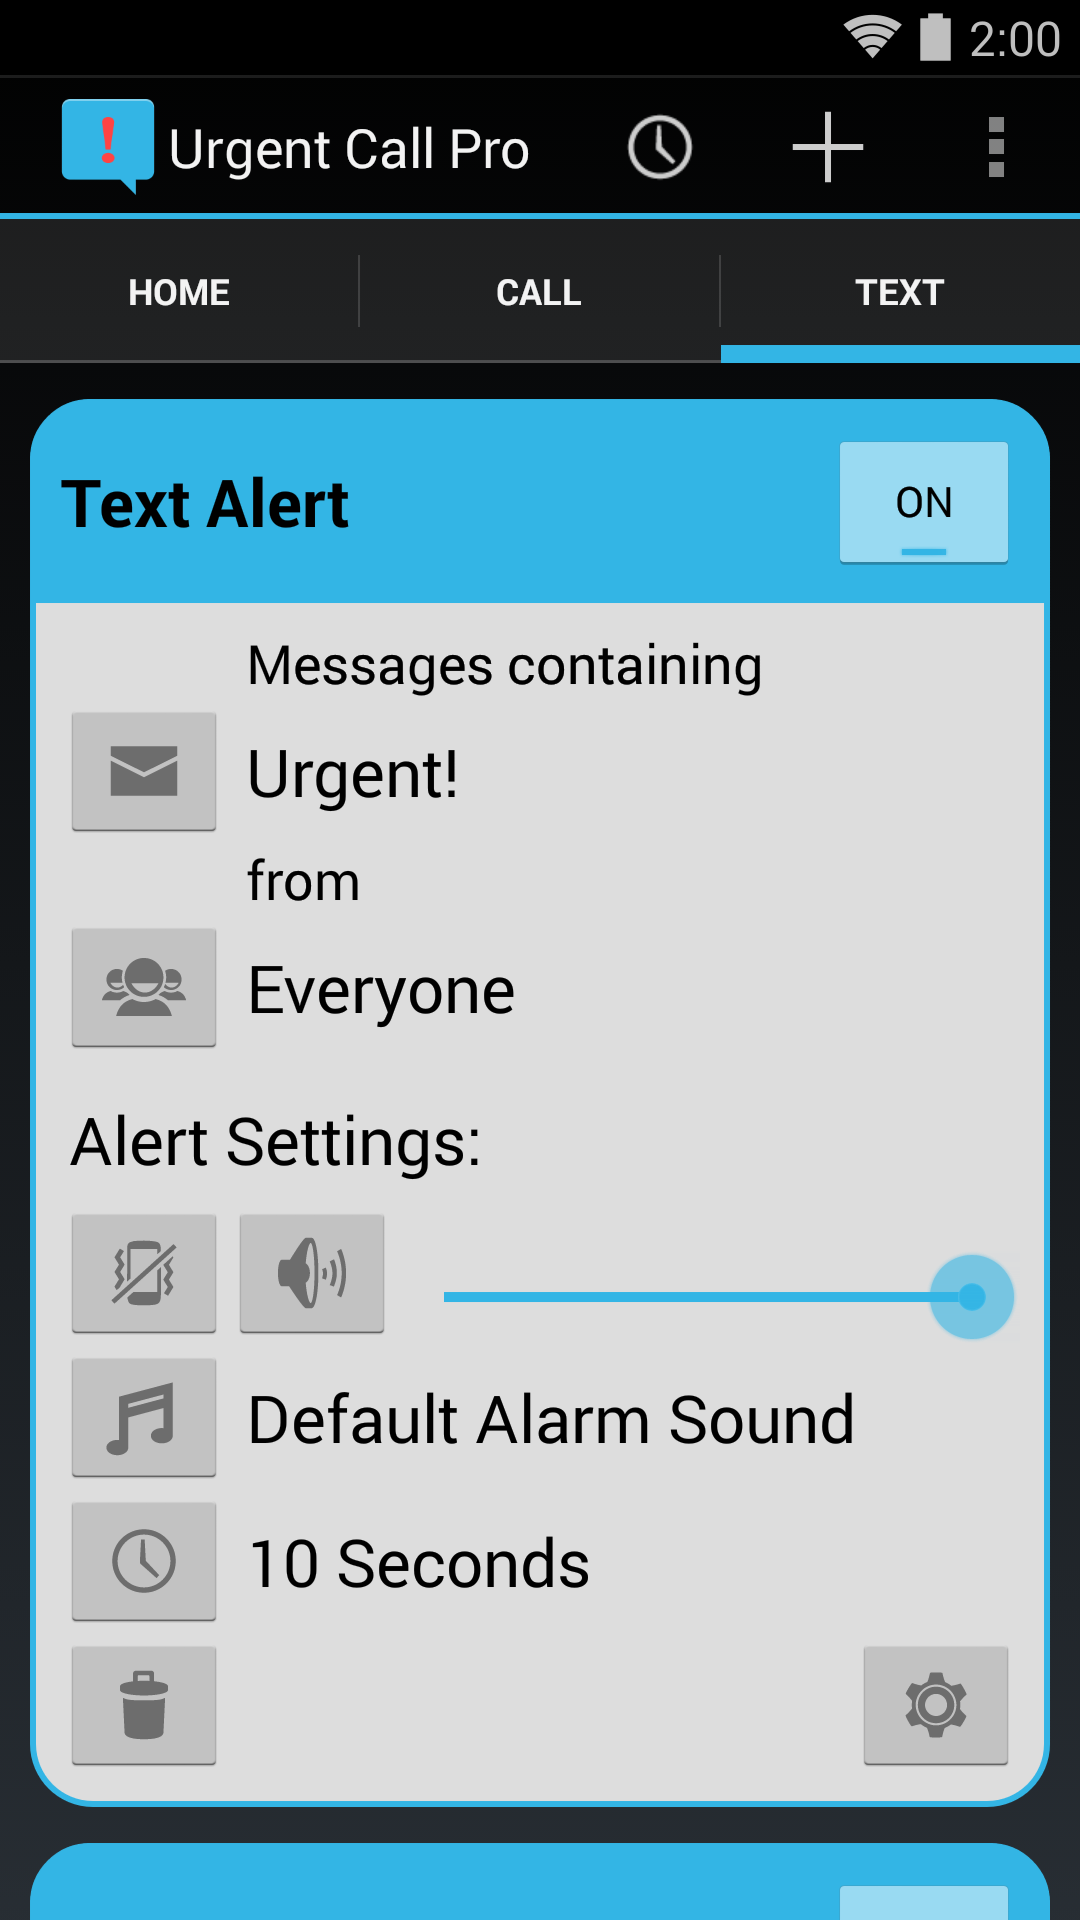 2:00
! Urgent Call Pro
HOME CALL TEXT
Text Alert ON
Messages containing
Urgent!
from
Everyone
Alert Settings:
Default Alarm Sound
10 Seconds